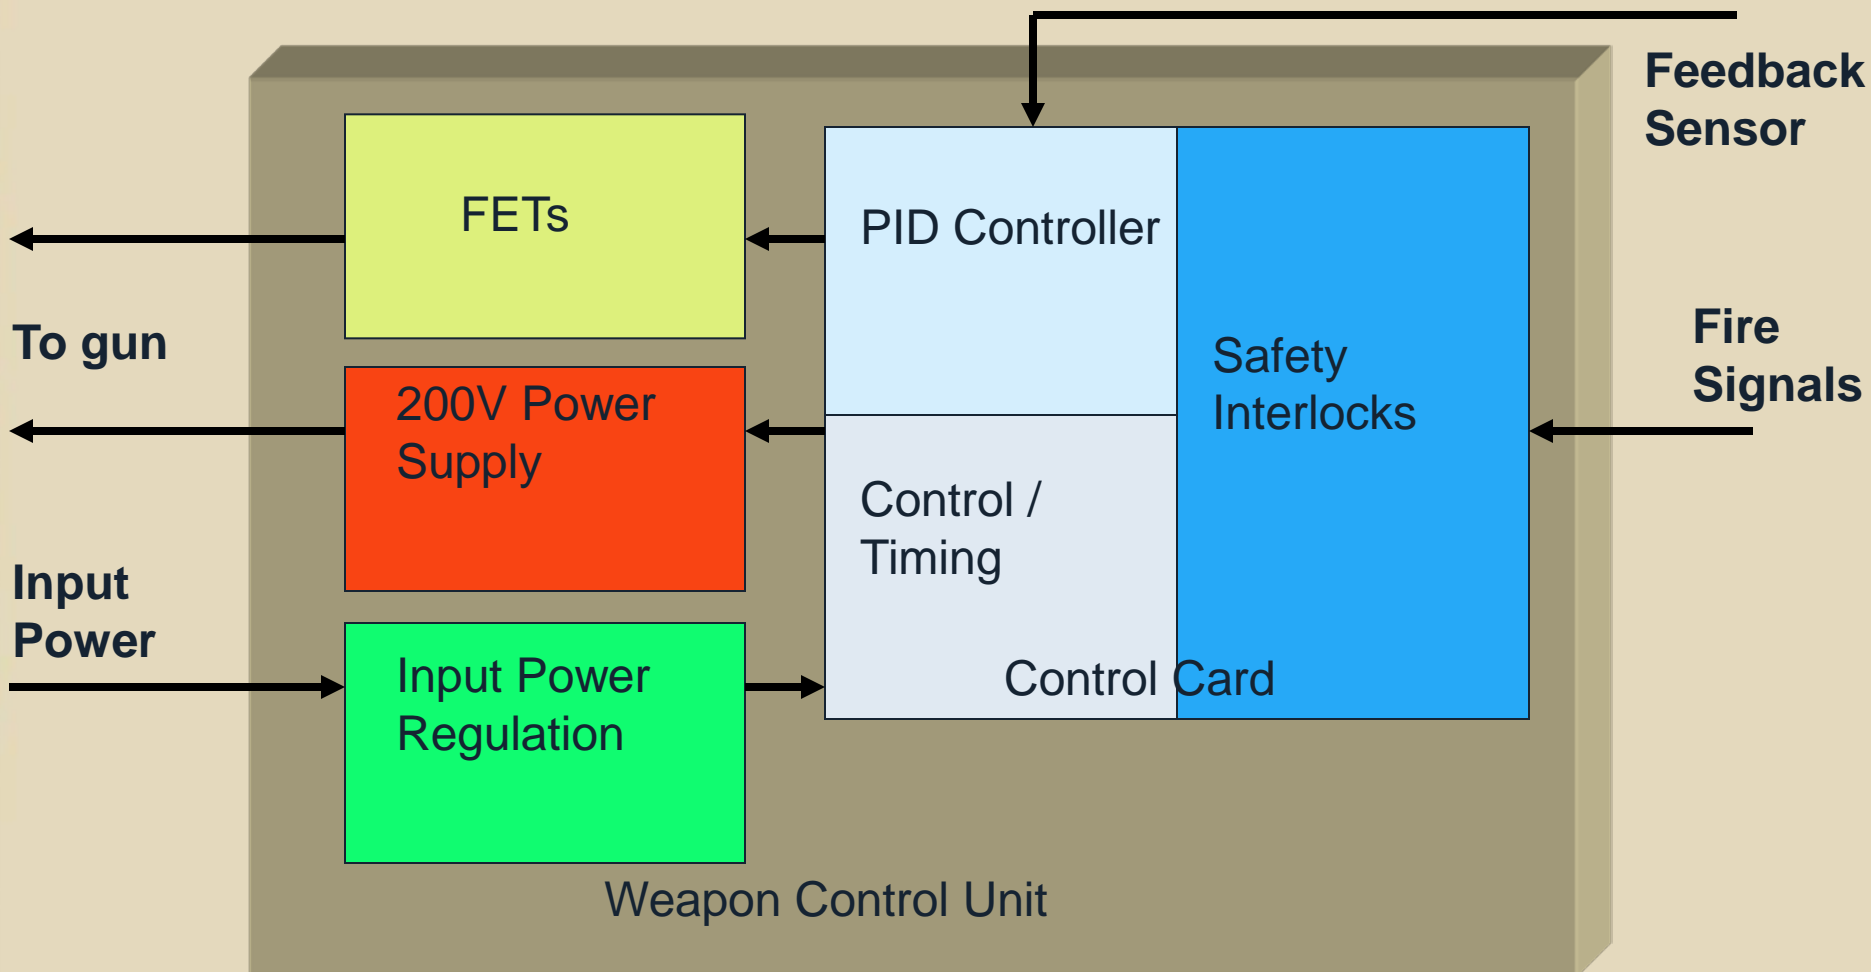 Feedback
Sensor
FETs
PID Controller
To gun
Fire
Signals
Safety
Interlocks
200V Power
Supply
Control /
Timing
Input
Power
Input Power
Regulation
Control Card
Weapon Control Unit